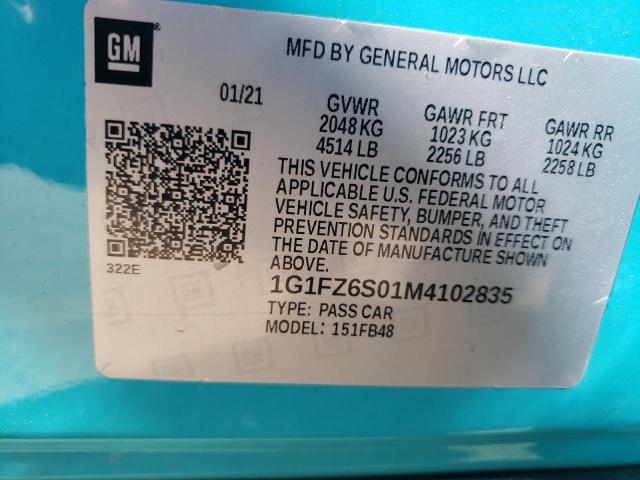 GM
MFD BY GENERAL MOTORS LLC
01/21
GVWR
2048 KG
4514 LB
GAWR FRT
1023 KG
2256 LB
GAWR RR
1024 KG
2258 LB
THIS VEHICLE CONFORMS TO ALL
APPLICABLE U.S. FEDERAL MOTOR
VEHICLE SAFETY, BUMPER, AND THEFT
PREVENTION STANDARDS IN EFFECT ON
THE DATE OF MANUFACTURE SHOWN
ABOVE.
322E
1G1FZ6S01M4102835
TYPE: PASS CAR
MODEL: 151FB48